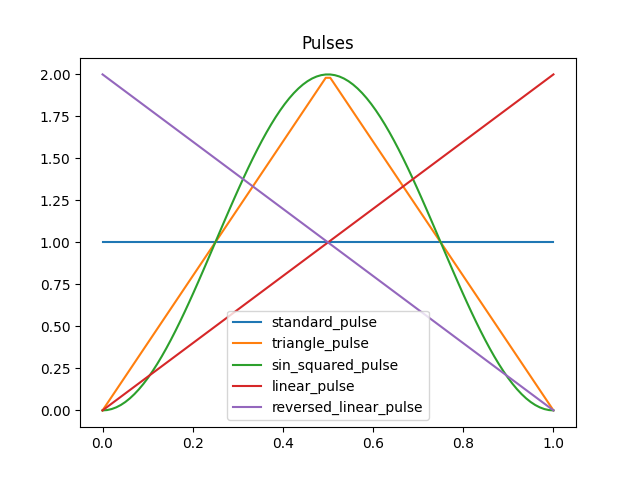 Pulses
2.00
1.75
1.50
1.25
1.00
0.75
0.50
0.25
0.00
standard_pulse
triangle_pulse
sin_squared_pulse
linear_pulse
reversed_linear_pulse
0.0 0.2 0.4 0.6 0.8 1.0